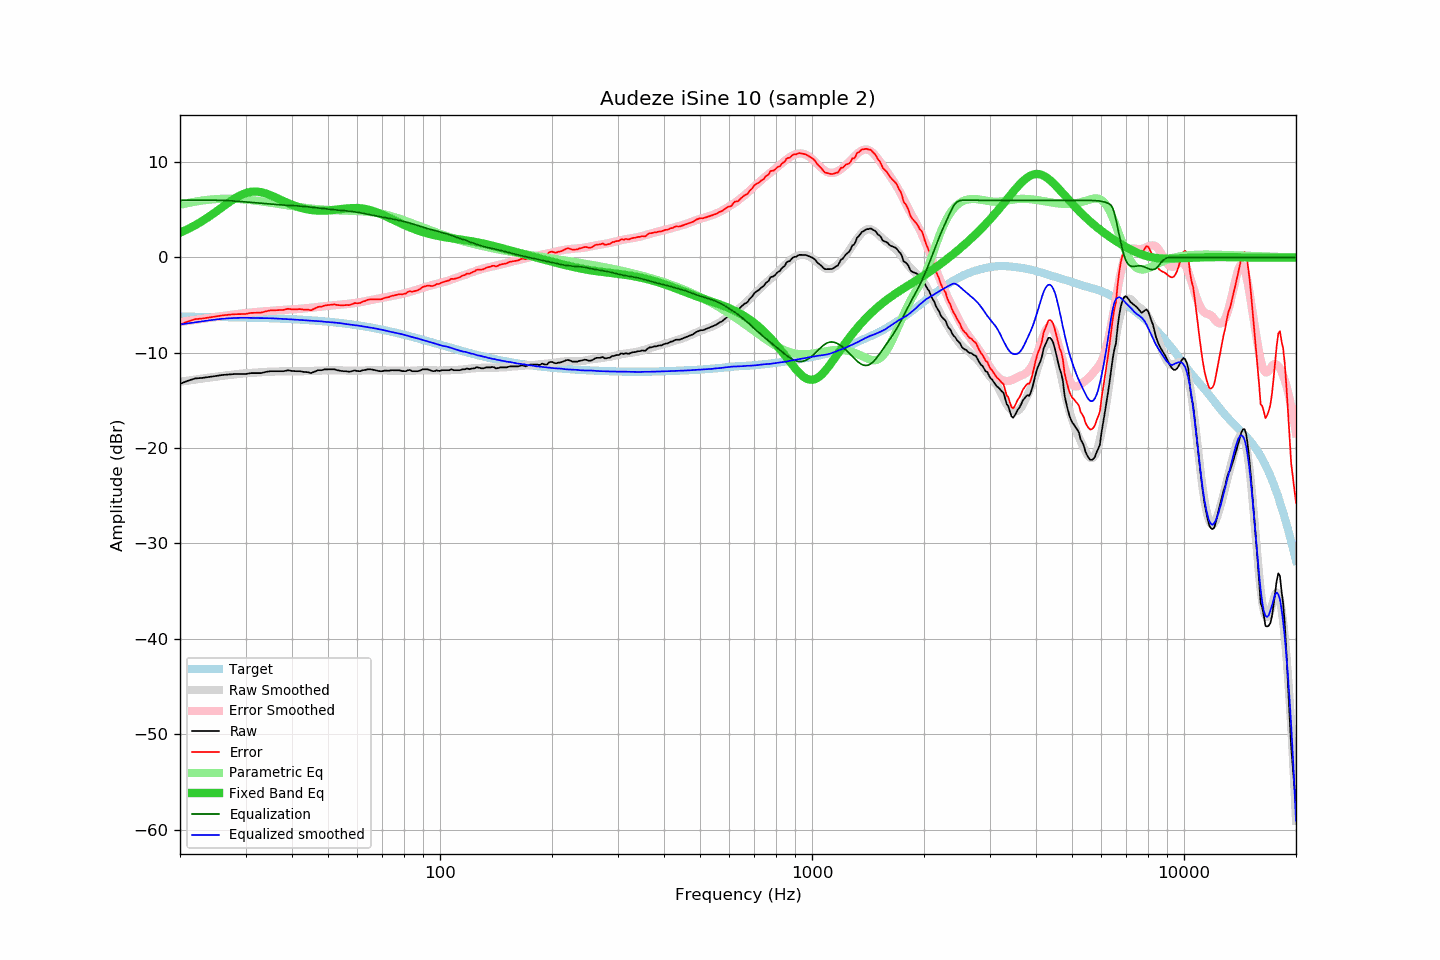 Audeze iSine 10 (sample 2)
10
0
−10
−20
−30
−40
−50
−60
Amplitude (dBr)
Target
Raw Smoothed
Error Smoothed
Raw
Error
Parametric Eq
Fixed Band Eq
Equalization
Equalized smoothed
100 1000 10000
Frequency (Hz)